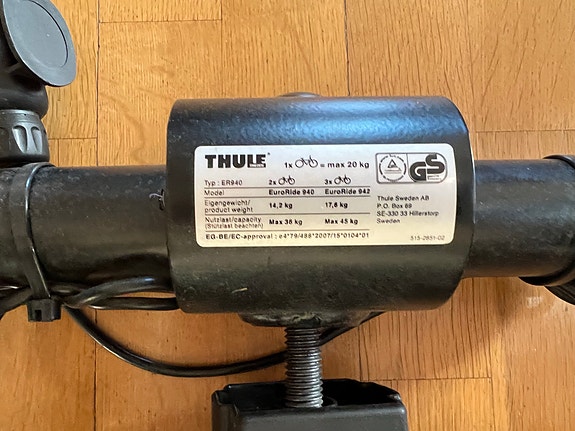 THULE 1x = max 20 kg
Typ: ER940 2x 3x
Model EuroRide 940 EuroRide 942
Eigengewicht/
product weight 14,2 kg 17,8 kg
Nutzlast/capacity
(Stützlast beachten) Max 36 kg Max 45 kg
EG-BE/EC-approval: e4*79/488*2007/15*0104*01
GS
Thule Sweden AB
P.O. Box 69
SE-330 33 Hillerstorp
Sweden
515-2851-02